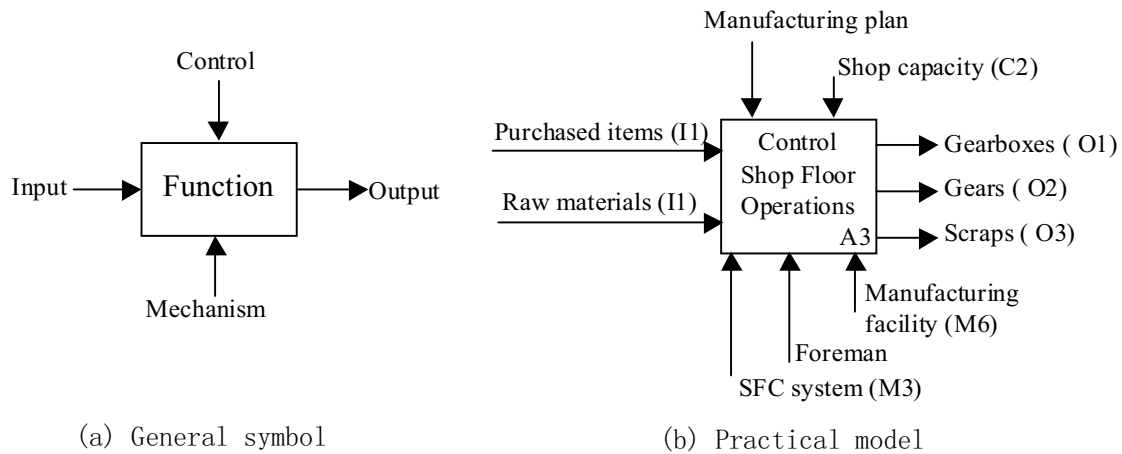 Control
Input
Function
Output
Mechanism
(a) General symbol
Manufacturing plan
Shop capacity (C2)
Purchased items (I1)
Raw materials (I1)
Control
Shop Floor
Operations
A3
Gearboxes ( O1)
Gears ( O2)
Scraps ( O3)
Manufacturing
facility (M6)
Foreman
SFC system (M3)
(b) Practical model